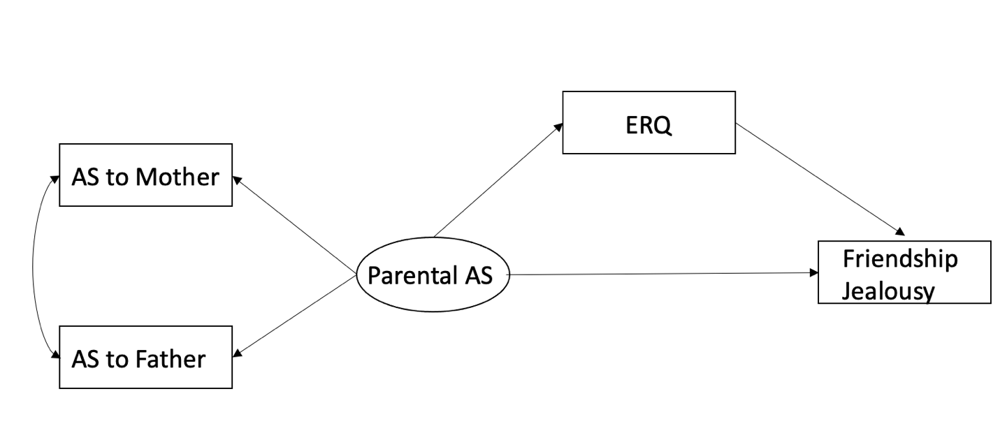 ERQ
AS to Mother
Parental AS
Friendship
Jealousy
AS to Father